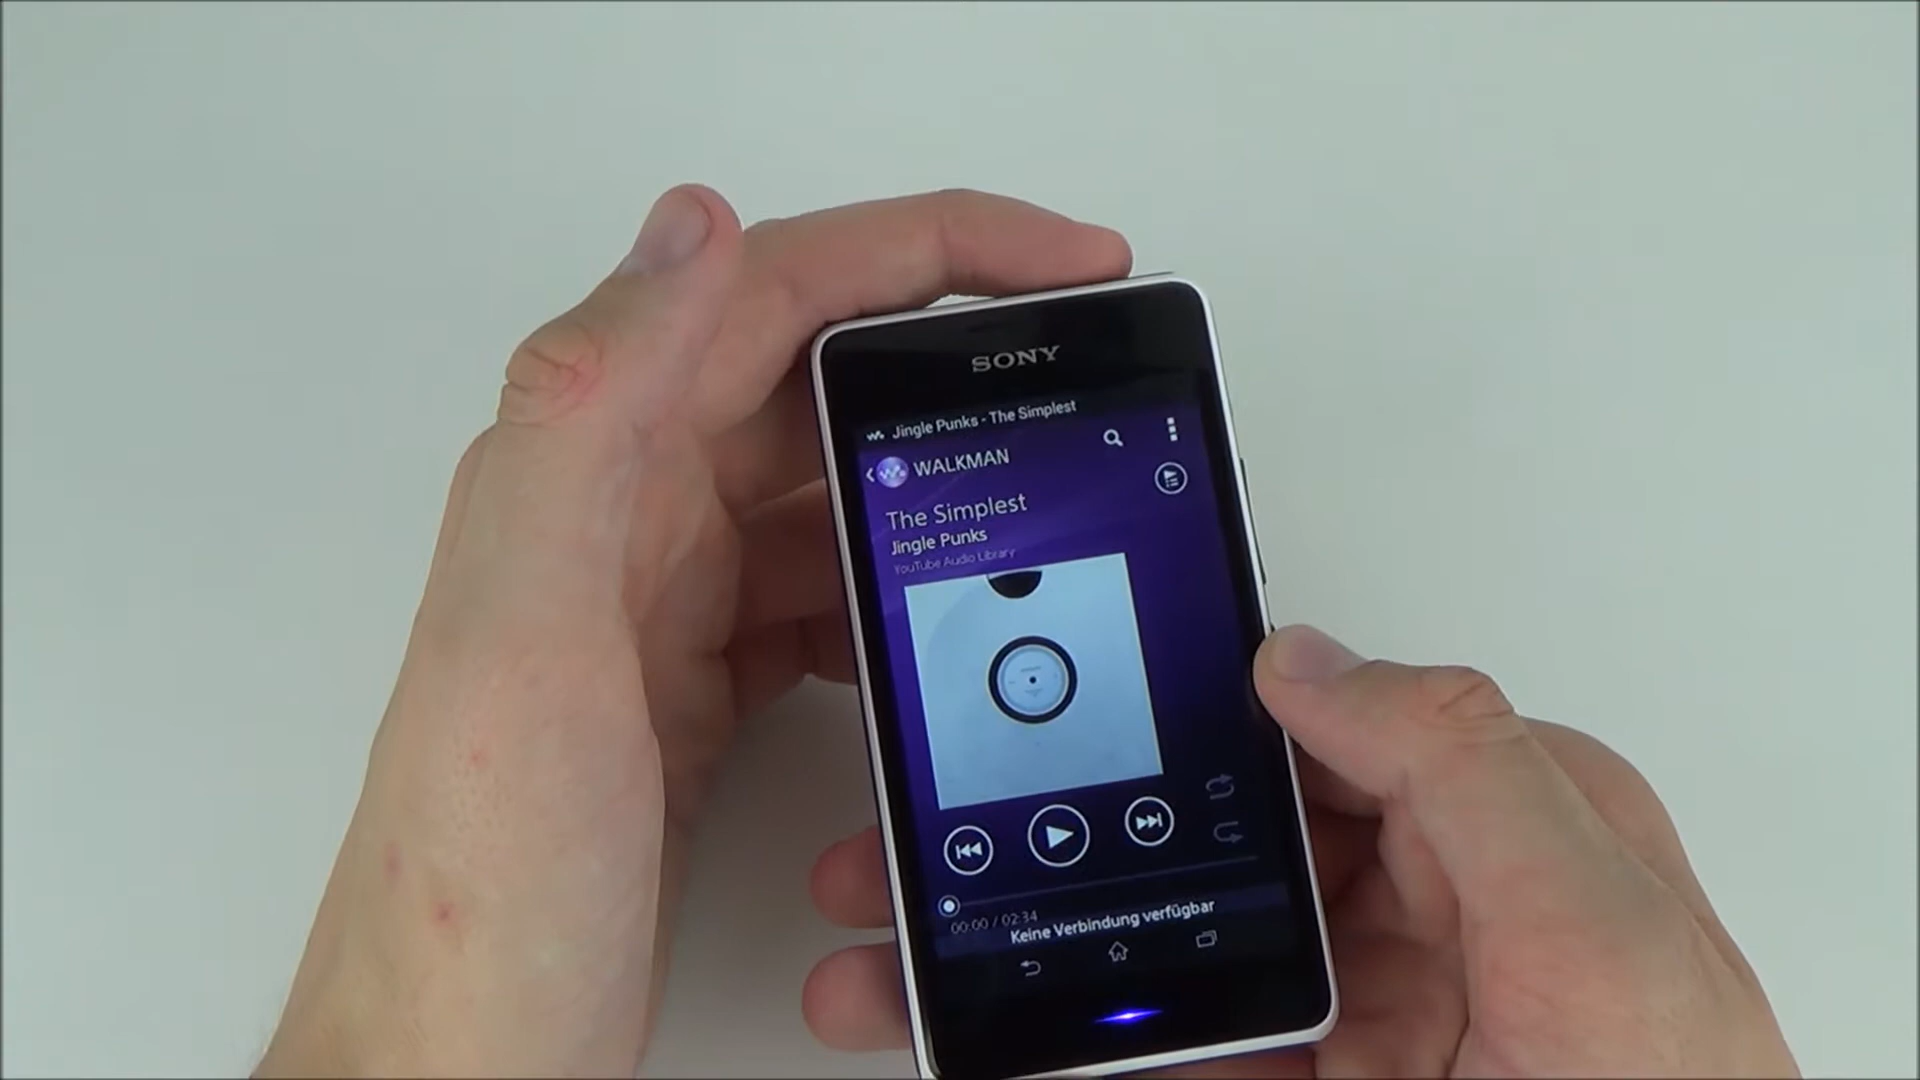 SONY
Jingle Punks - The Simplest
WALKMAN
The Simplest
Jingle Punks
YouTube Audio Library
00:00 / 02:34
Keine Verbindung verfügbar